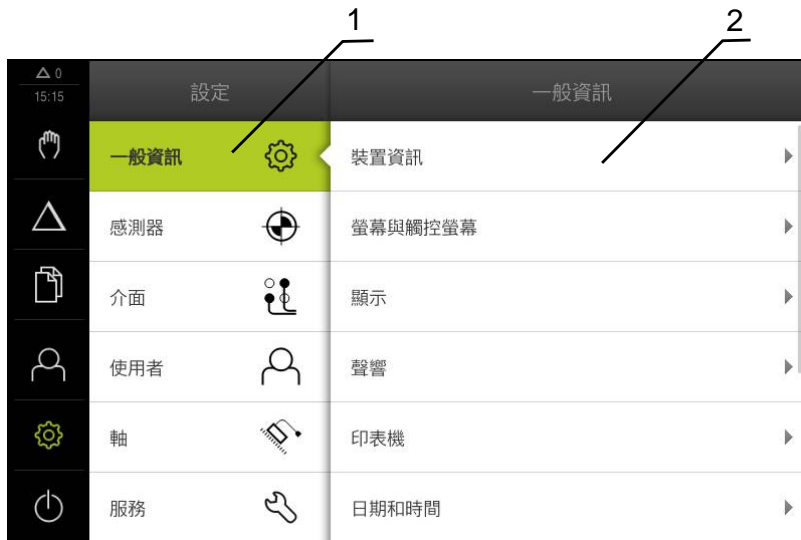 1
2
△ 0
15:15
設定
一般資訊
一般資訊
裝置資訊
感測器
螢幕與觸控螢幕
介面
顯示
使用者
聲響
軸
印表機
服務
日期和時間